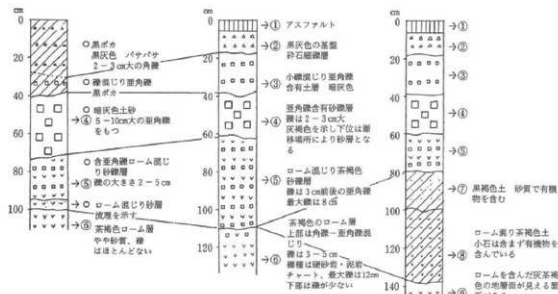 cm
0
20
40
60
80
100
○黒ボカ
黒灰色 バサバサ
2−3cm大の角礫
○礫混じり亜角礫
黒ボカ
○暗灰色土砂
→④ 5−10cm大の亜角礫
をもつ
○含亜角礫ローム混じ
り砂礫層
→⑤ 礫の大きさ2−5cm
○ローム混じり砂層
流理を示す
→⑥ 茶褐色ローム層
やや砂質、礫
はほとんどない
cm
0
20
40
60
80
100
120
→① アスファルト
→② 黒灰色の基盤
砕石細礫層
→③ 小礫混じり亜角礫
含有土層 暗灰色
→④ 亜角礫含有砂礫層
礫は2−3cm大
灰褐色を示し下位は漸
移場所により砂層とな
る
→⑤ ローム混じり茶褐色
砂礫層
礫は3cm前後の亜角礫
最大礫は8cm
→⑥ 茶褐色のローム層
上部は角礫−亜角礫混
じり
礫は3−5cm
礫種は硬砂岩・泥岩
チャート、最大礫は12cm
下部は礫が少ない
cm
0
20
40
60
80
100
120
140
→①
→②
→③
→④
→⑤
→⑦ 黒褐色土 砂質で有機
物を含む
→⑧ ローム混り茶褐色土
小石は含まず有機物を
含んでいる
ロームを含んだ灰茶褐
色の地層面が見える